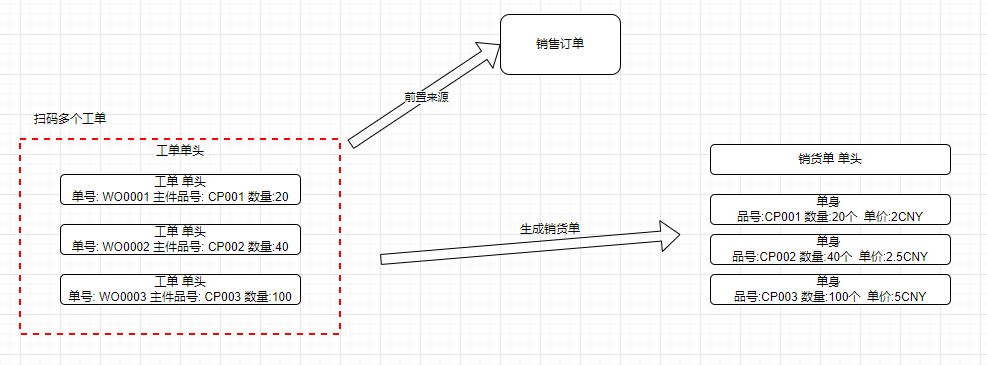 销售订单
前置来源
扫码多个工单
工单单头
工单 单头
单号: WO0001 主件品号: CP001 数量:20
工单 单头
单号: WO0002 主件品号: CP002 数量:40
工单 单头
单号: WO0003 主件品号: CP003 数量:100
生成销货单
销货单 单头
单身
品号:CP001 数量:20个 单价:2CNY
单身
品号:CP002 数量:40个 单价:2.5CNY
单身
品号:CP003 数量:100个 单价:5CNY